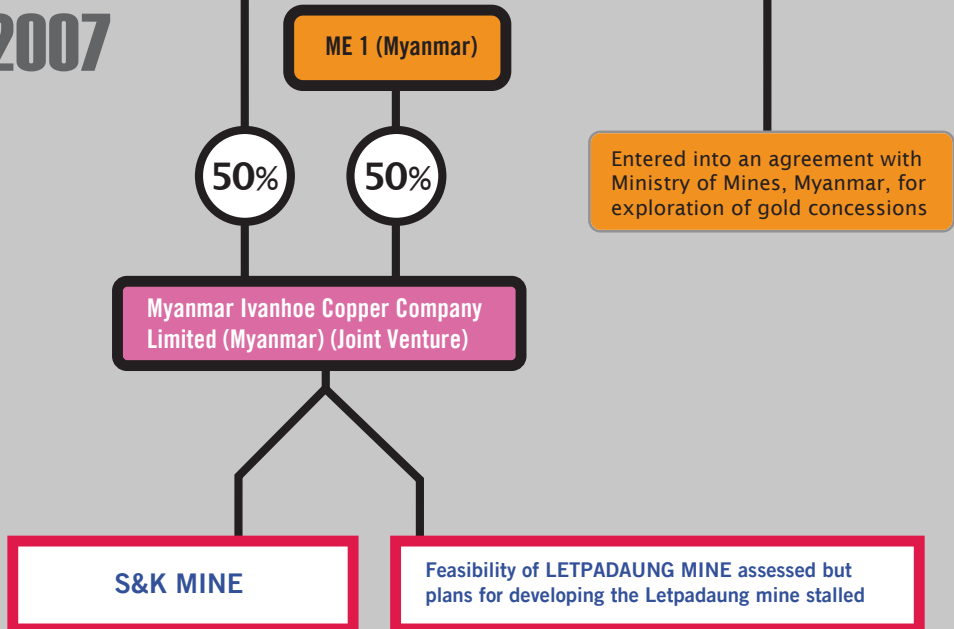 2007
ME 1 (Myanmar)
50%
50%
Entered into an agreement with
Ministry of Mines, Myanmar, for
exploration of gold concessions
Myanmar Ivanhoe Copper Company
Limited (Myanmar) (Joint Venture)
S&K MINE
Feasibility of LETPADAUNG MINE assessed but
plans for developing the Letpadaung mine stalled